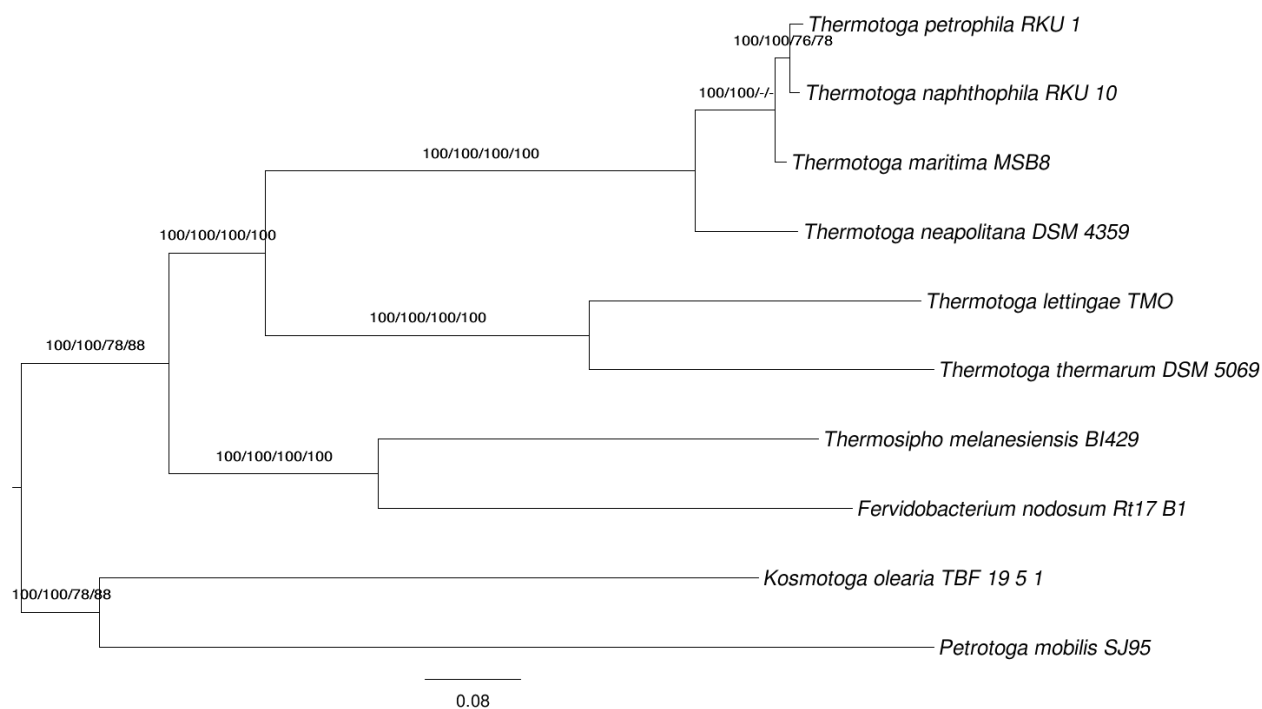 Thermotoga petrophila RKU 1
100/100/76/78
100/100/-/-
Thermotoga naphthophila RKU 10
100/100/100/100
Thermotoga maritima MSB8
100/100/100/100
Thermotoga neapolitana DSM 4359
Thermotoga lettingae TMO
100/100/100/100
100/100/78/88
Thermotoga thermarum DSM 5069
Thermosipho melanesiensis BI429
100/100/100/100
Fervidobacterium nodosum Rt17 B1
Kosmotoga olearia TBF 19 5 1
100/100/78/88
Petrotoga mobilis SJ95
0.08